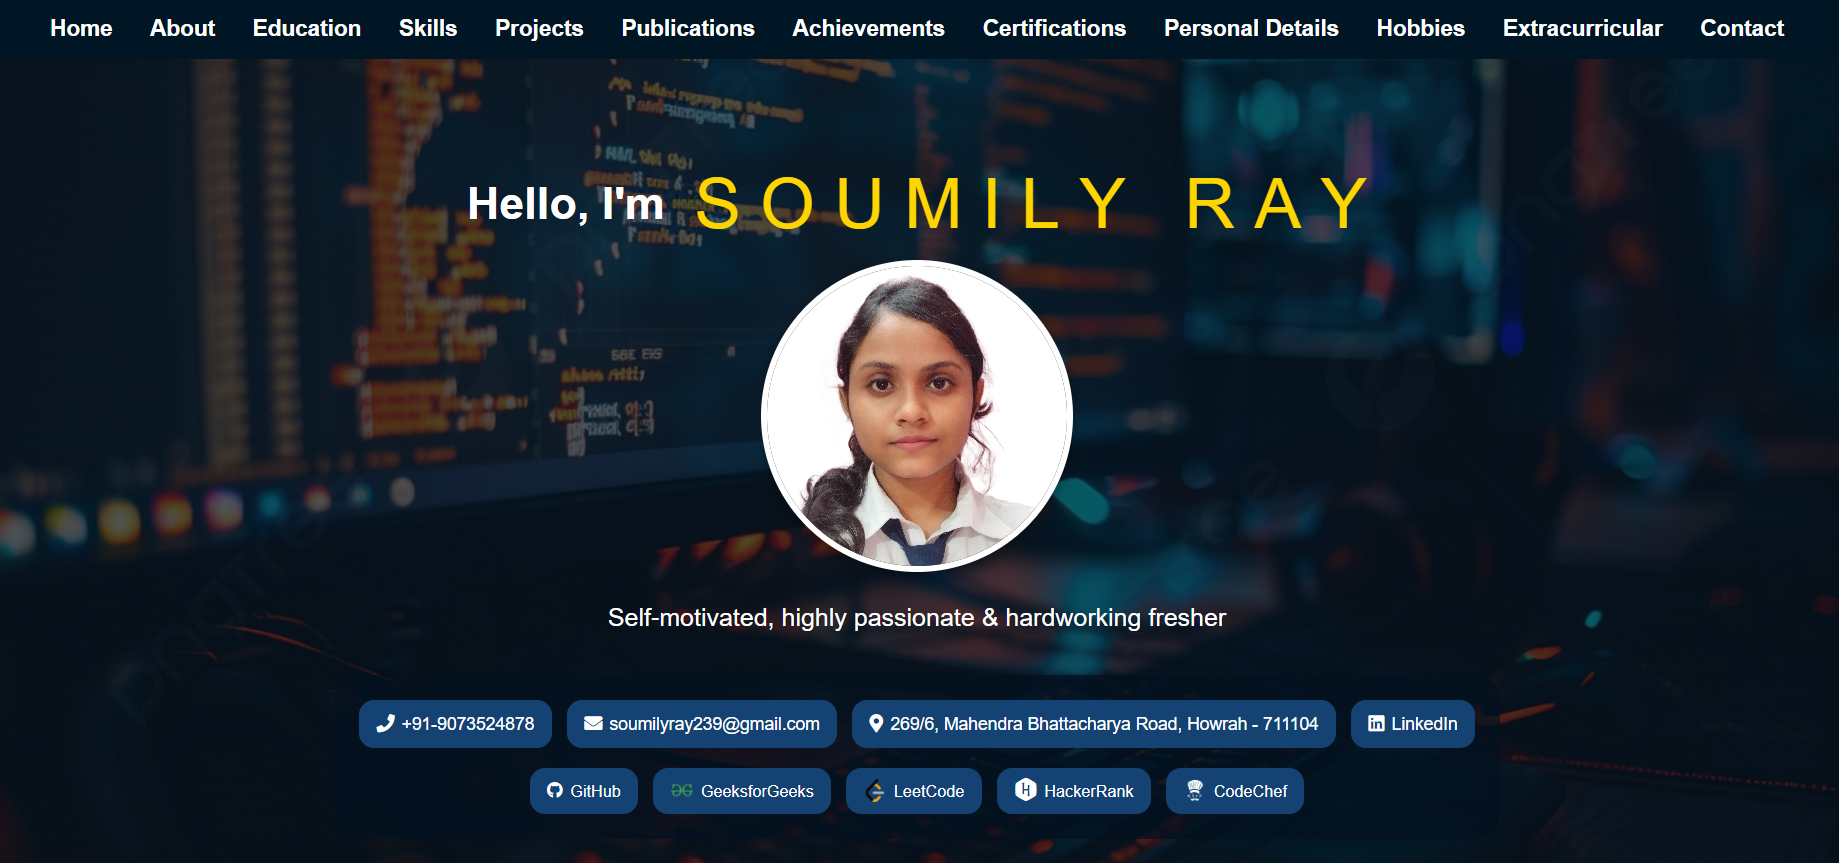 Home About Education Skills Projects Publications Achievements Certifications Personal Details Hobbies Extracurricular Contact
Hello, I'm SOUMILY RAY
Self-motivated, highly passionate & hardworking fresher
+91-9073524878 soumilyray239@gmail.com 269/6, Mahendra Bhattacharya Road, Howrah - 711104 LinkedIn
GitHub GeeksforGeeks LeetCode HackerRank CodeChef